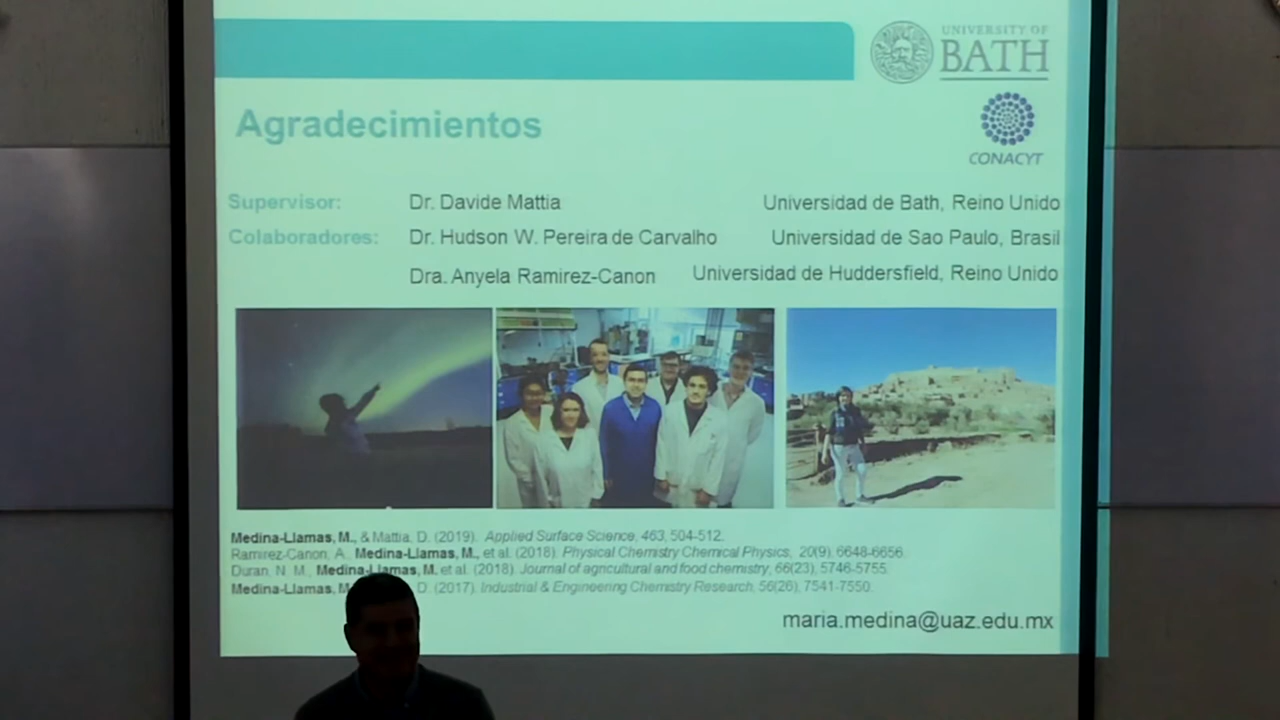 UNIVERSITY OF
BATH
Agradecimientos
CONACYT
Supervisor: Dr. Davide Mattia Universidad de Bath, Reino Unido
Colaboradores: Dr. Hudson W. Pereira de Carvalho Universidad de Sao Paulo, Brasil
Dra. Anyela Ramirez-Canon Universidad de Huddersfield, Reino Unido
Medina-Llamas, M., & Mattia, D. (2019). Applied Surface Science, 463, 504-512.
Ramirez-Canon, A., Medina-Llamas, M., et al. (2018). Physical Chemistry Chemical Physics, 20(9), 6648-6656.
Duran, N. M., Medina-Llamas, M. et al. (2018). Journal of agricultural and food chemistry, 66(23), 5746-5755.
Medina-Llamas, D. (2017). Industrial & Engineering Chemistry Research, 56(26), 7541-7550.
maria.medina@uaz.edu.mx